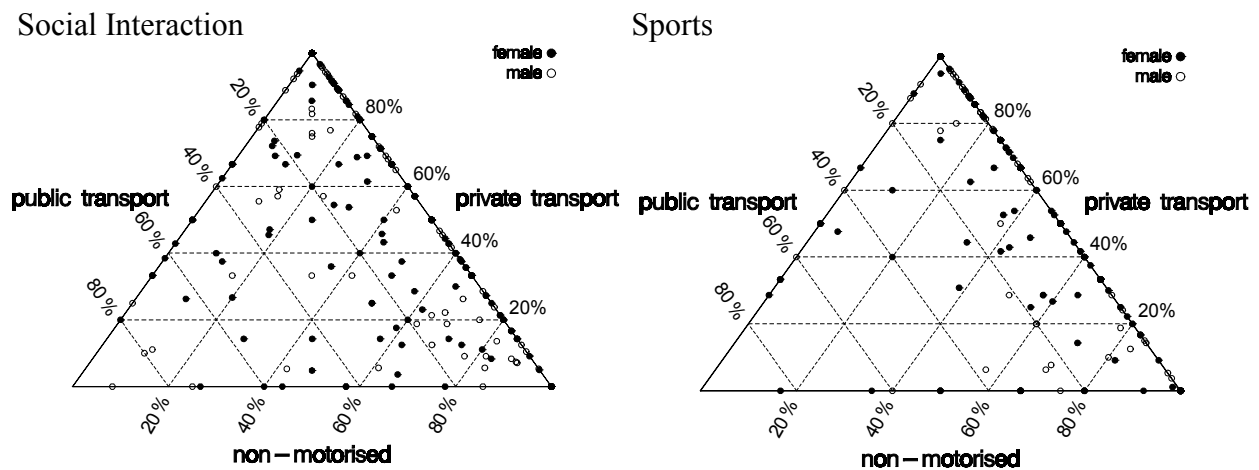 Social Interaction
female ●
male ○
20 %
80%
40 %
60%
public transport
private transport
60 %
40%
80 %
20%
20 %
40 %
60 %
80 %
non – motorised
Sports
female ●
male ○
20 %
80%
40 %
60%
public transport
private transport
60 %
40%
80 %
20%
20 %
40 %
60 %
80 %
non – motorised